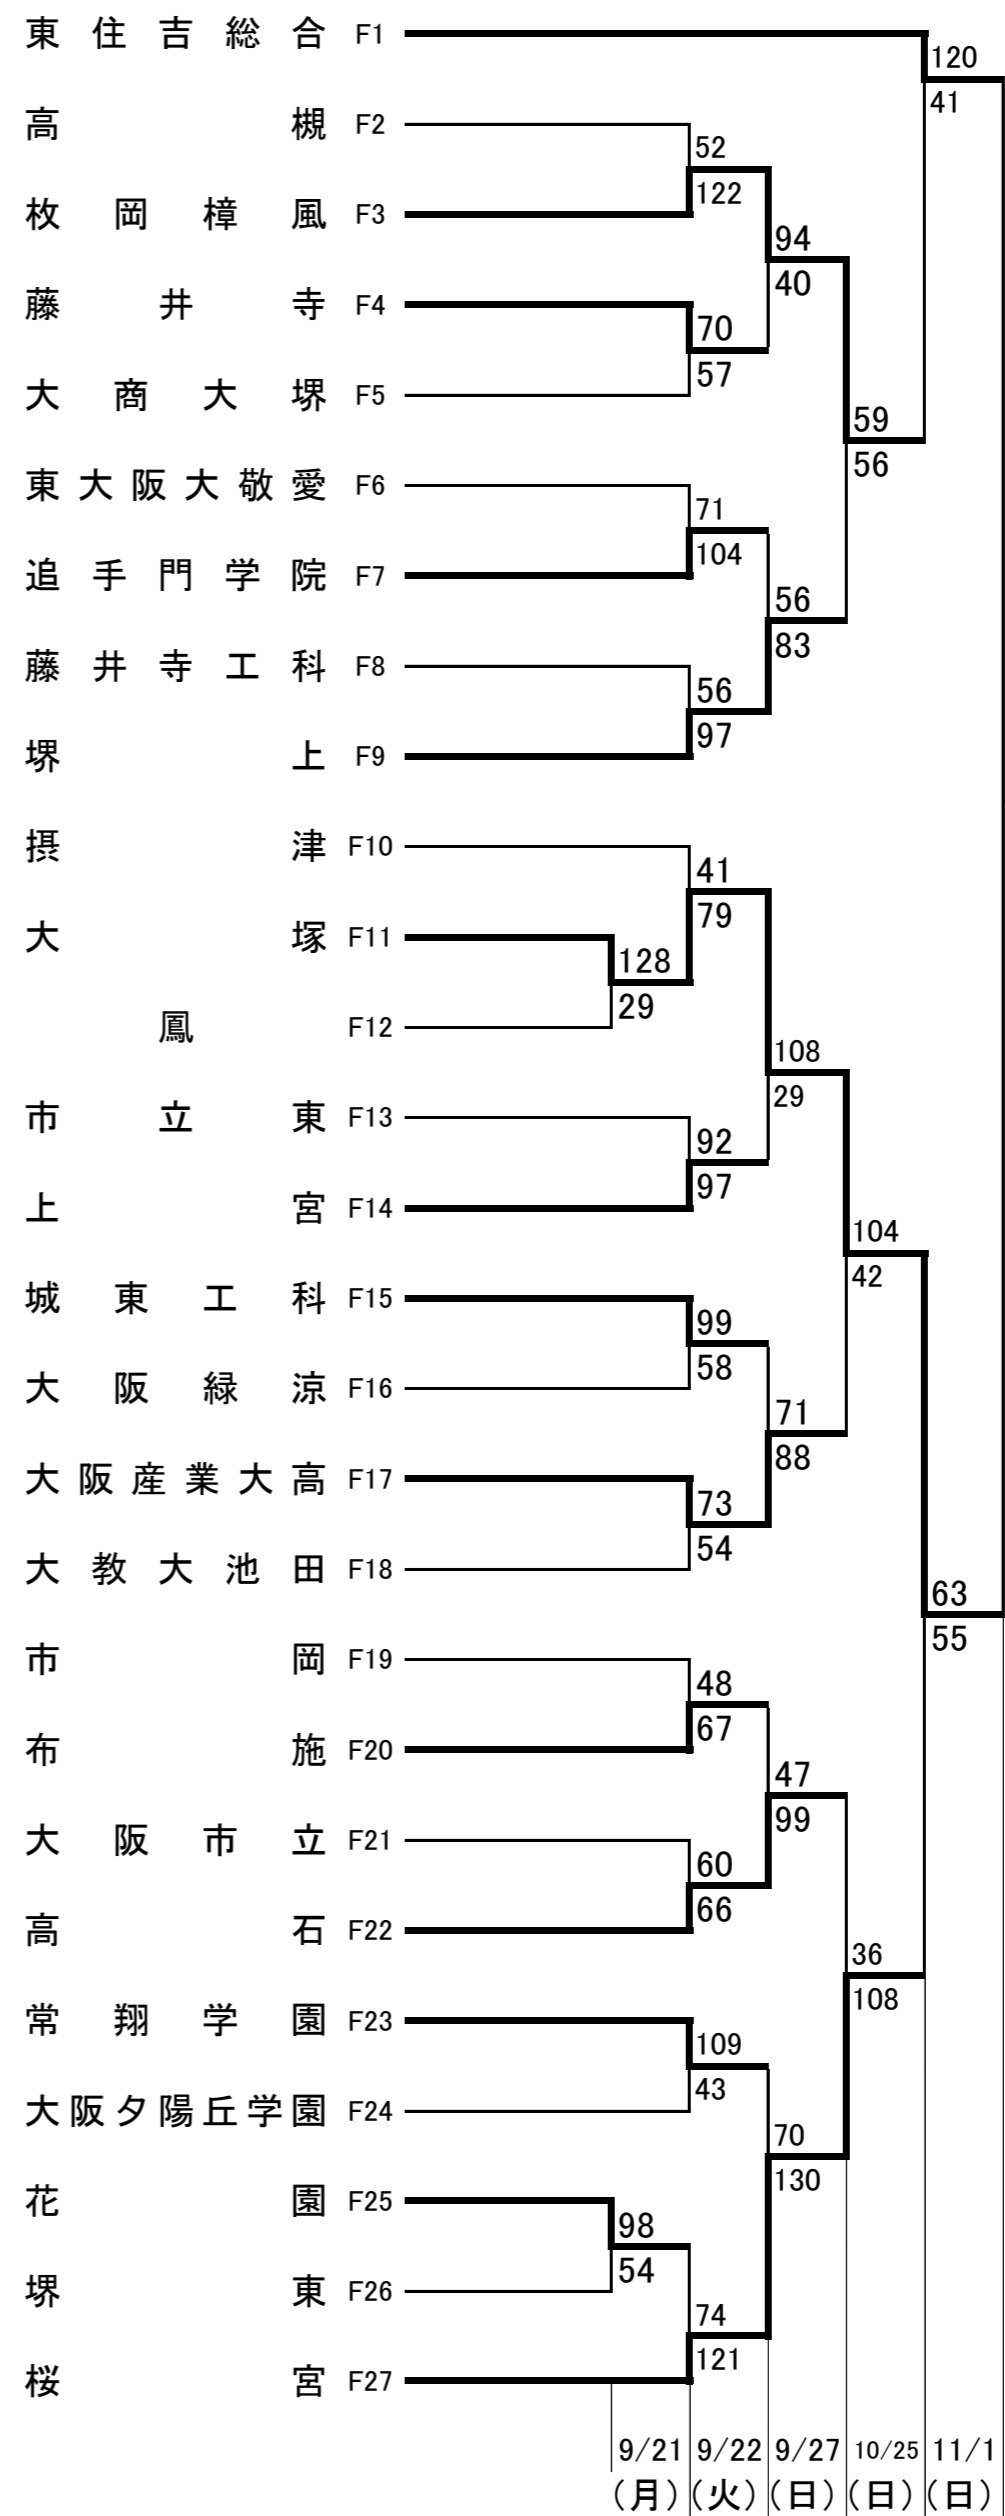 東住吉総合 F1
120
41
高槻 F2
52
122
枚岡樟風 F3
94
40
藤井寺 F4
70
57
大商大堺 F5
59
56
東大阪大敬愛 F6
71
104
追手門学院 F7
56
83
藤井寺工科 F8
56
97
堺上 F9
摂津 F10
41
79
大塚 F11
128
29
鳳 F12
108
29
市立東 F13
92
97
上宮 F14
104
42
城東工科 F15
99
58
大阪緑涼 F16
71
88
大阪産業大高 F17
73
54
大教大池田 F18
63
55
市岡 F19
48
67
布施 F20
47
99
大阪市立 F21
60
66
高石 F22
36
108
常翔学園 F23
109
43
大阪夕陽丘学園 F24
70
130
花園 F25
98
54
堺東 F26
74
121
桜宮 F27
9/21 9/22 9/27 10/25 11/1
(月) (火) (日) (日) (日)